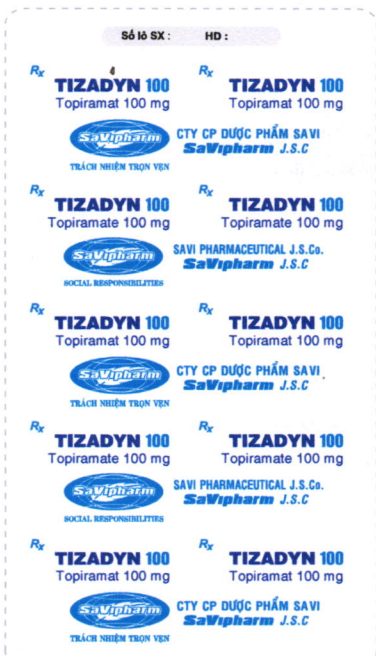 Số lô SX : HD :
Rx Rx
TIZADYN 100 TIZADYN 100
Topiramat 100 mg Topiramat 100 mg
SaVipharm CTY CP DƯỢC PHẨM SAVI
SaVipharm J.S.C
TRÁCH NHIỆM TRỌN VẸN
Rx Rx
TIZADYN 100 TIZADYN 100
Topiramate 100 mg Topiramate 100 mg
SaVipharm SAVI PHARMACEUTICAL J.S.Co.
SaVipharm J.S.C
SOCIAL RESPONSIBILITIES
Rx Rx
TIZADYN 100 TIZADYN 100
Topiramat 100 mg Topiramat 100 mg
SaVipharm CTY CP DƯỢC PHẨM SAVI
SaVipharm J.S.C
TRÁCH NHIỆM TRỌN VẸN
Rx Rx
TIZADYN 100 TIZADYN 100
Topiramate 100 mg Topiramate 100 mg
SaVipharm SAVI PHARMACEUTICAL J.S.Co.
SaVipharm J.S.C
SOCIAL RESPONSIBILITIES
Rx Rx
TIZADYN 100 TIZADYN 100
Topiramat 100 mg Topiramat 100 mg
SaVipharm CTY CP DƯỢC PHẨM SAVI
SaVipharm J.S.C
TRÁCH NHIỆM TRỌN VẸN